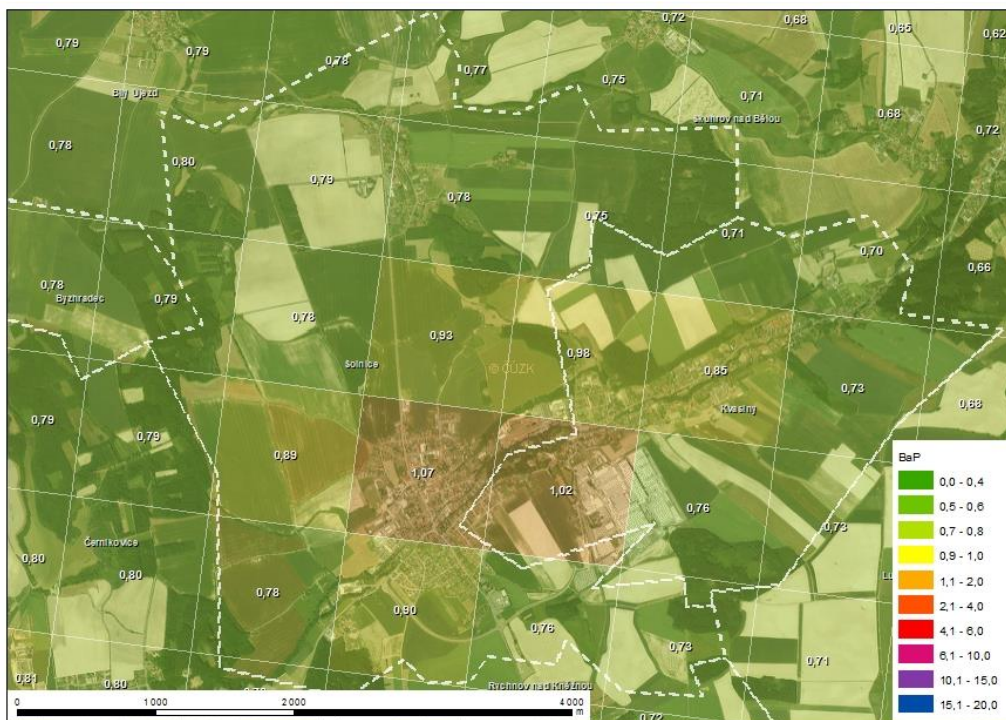 0,79
0,79
0,78
0,77
0,75
0,72
0,68
0,65
0,62
Bílý Újezd
0,71
Skuhrov nad Bělou
0,68
0,72
0,78
0,80
0,79
0,78
0,75
0,71
0,70
0,66
0,78
Byzhradec
0,79
0,78
0,93
0,98
0,85
0,73
0,68
Solnice
© ČÚZK
Kvasiny
0,79
0,79
0,89
1,07
1,02
0,76
0,73
0,80
Černíkovice
0,80
0,78
0,90
0,76
0,73
0,71
0,81
0,80
Rychnov nad Kněžnou
0,72
BaP
0,0 - 0,4
0,5 - 0,6
0,7 - 0,8
0,9 - 1,0
1,1 - 2,0
2,1 - 4,0
4,1 - 6,0
6,1 - 10,0
10,1 - 15,0
15,1 - 20,0
0 1 000 2 000 4 000
m